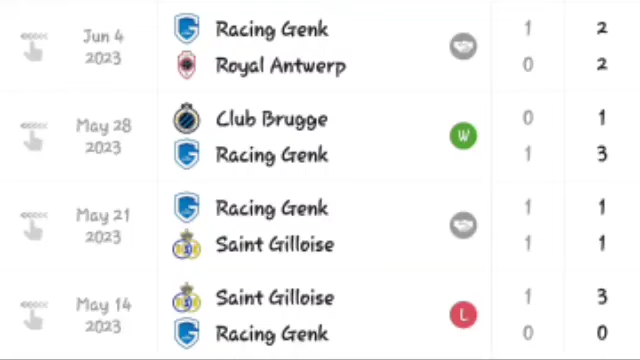 Jun 4
2023
Racing Genk
Royal Antwerp
1
0
2
2
May 28
2023
Club Brugge
Racing Genk
W
0
1
1
3
May 21
2023
Racing Genk
Saint Gilloise
1
1
1
1
May 14
2023
Saint Gilloise
Racing Genk
L
1
0
3
0